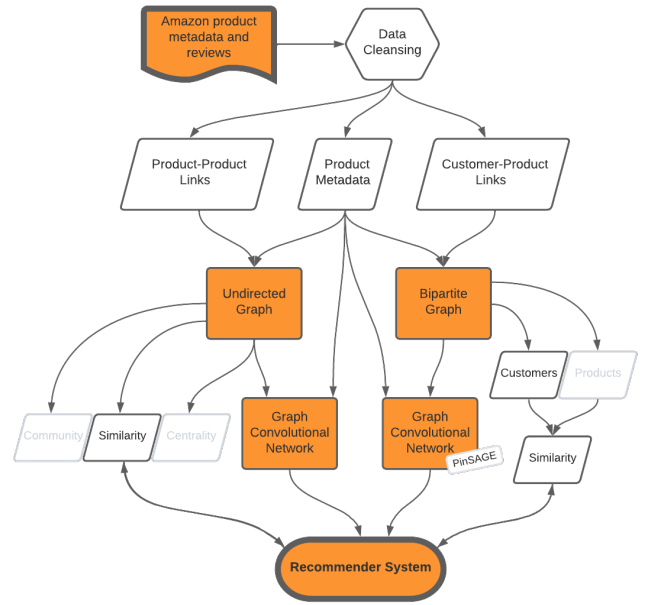 Amazon product
metadata and
reviews
Data
Cleansing
Product-Product
Links
Product
Metadata
Customer-Product
Links
Undirected
Graph
Bipartite
Graph
Customers
Products
Community
Similarity
Centrality
Graph
Convolutional
Network
Graph
Convolutional
Network
PinSAGE
Similarity
Recommender System